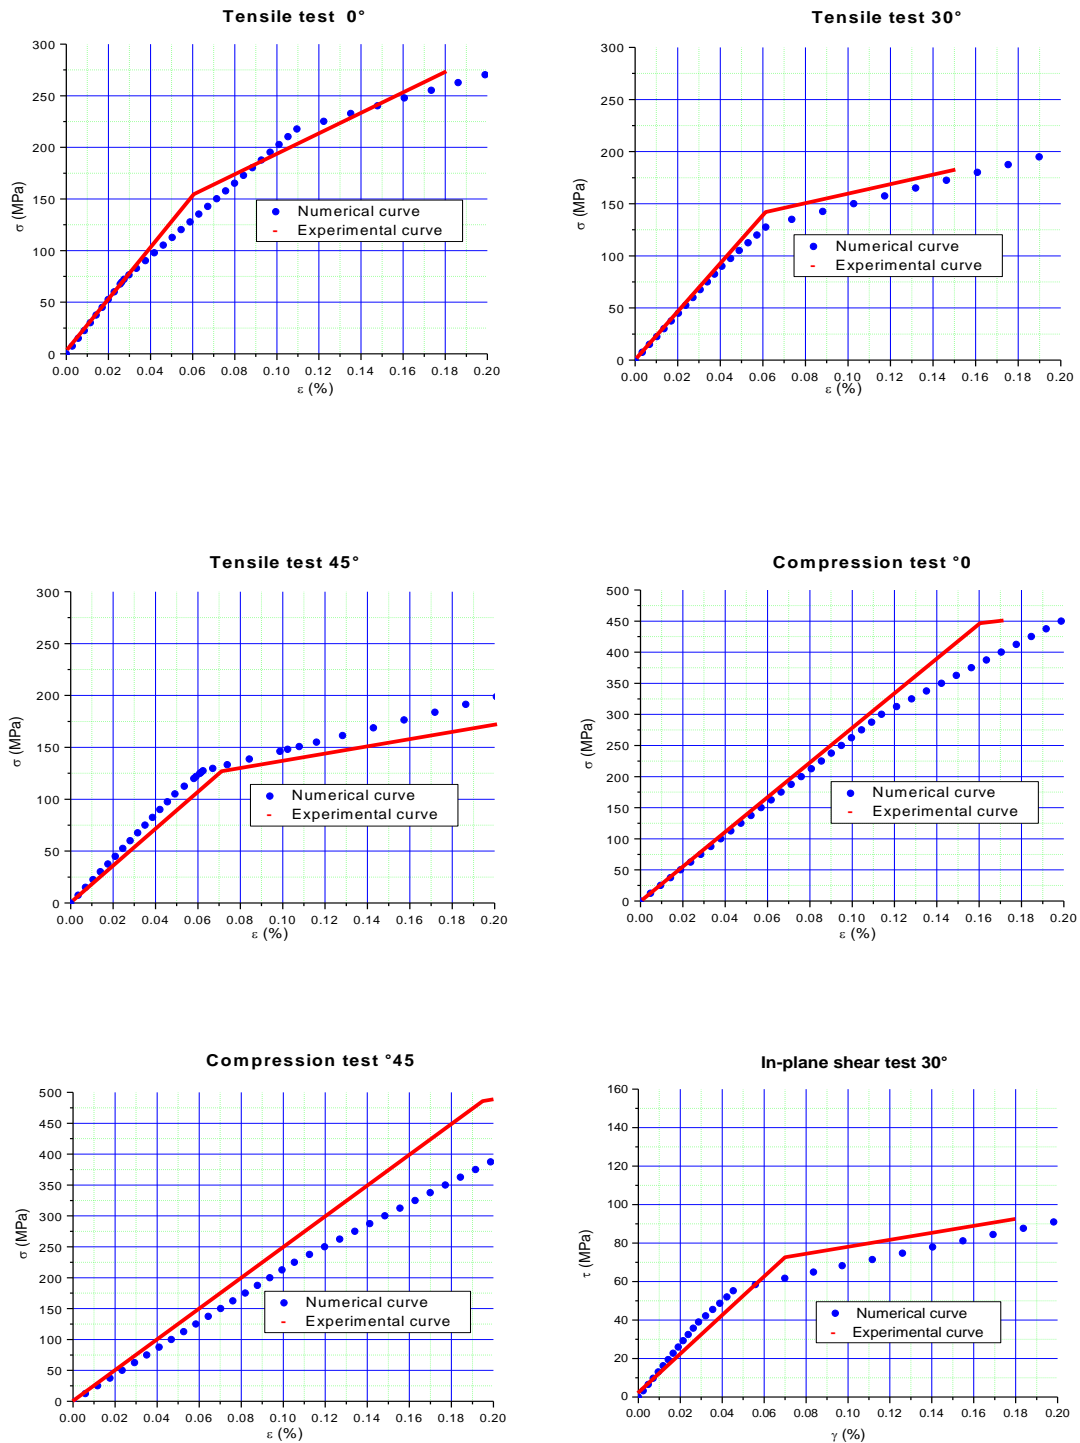 Tensile test 0°
300
250
200
150
100
50
0
σ (MPa)
Numerical curve
Experimental curve
0.00 0.02 0.04 0.06 0.08 0.10 0.12 0.14 0.16 0.18 0.20
ε (%)
Tensile test 30°
300
250
200
150
100
50
0
σ (MPa)
Numerical curve
Experimental curve
0.00 0.02 0.04 0.06 0.08 0.10 0.12 0.14 0.16 0.18 0.20
ε (%)
Tensile test 45°
300
250
200
150
100
50
0
σ (MPa)
Numerical curve
Experimental curve
0.00 0.02 0.04 0.06 0.08 0.10 0.12 0.14 0.16 0.18 0.20
ε (%)
Compression test °0
500
450
400
350
300
250
200
150
100
50
0
σ (MPa)
Numerical curve
Experimental curve
0.00 0.02 0.04 0.06 0.08 0.10 0.12 0.14 0.16 0.18 0.20
ε (%)
Compression test °45
500
450
400
350
300
250
200
150
100
50
0
σ (MPa)
Numerical curve
Experimental curve
0.00 0.02 0.04 0.06 0.08 0.10 0.12 0.14 0.16 0.18 0.20
ε (%)
In-plane shear test 30°
160
140
120
100
80
60
40
20
0
τ (MPa)
Numerical curve
Experimental curve
0.00 0.02 0.04 0.06 0.08 0.10 0.12 0.14 0.16 0.18 0.20
γ (%)